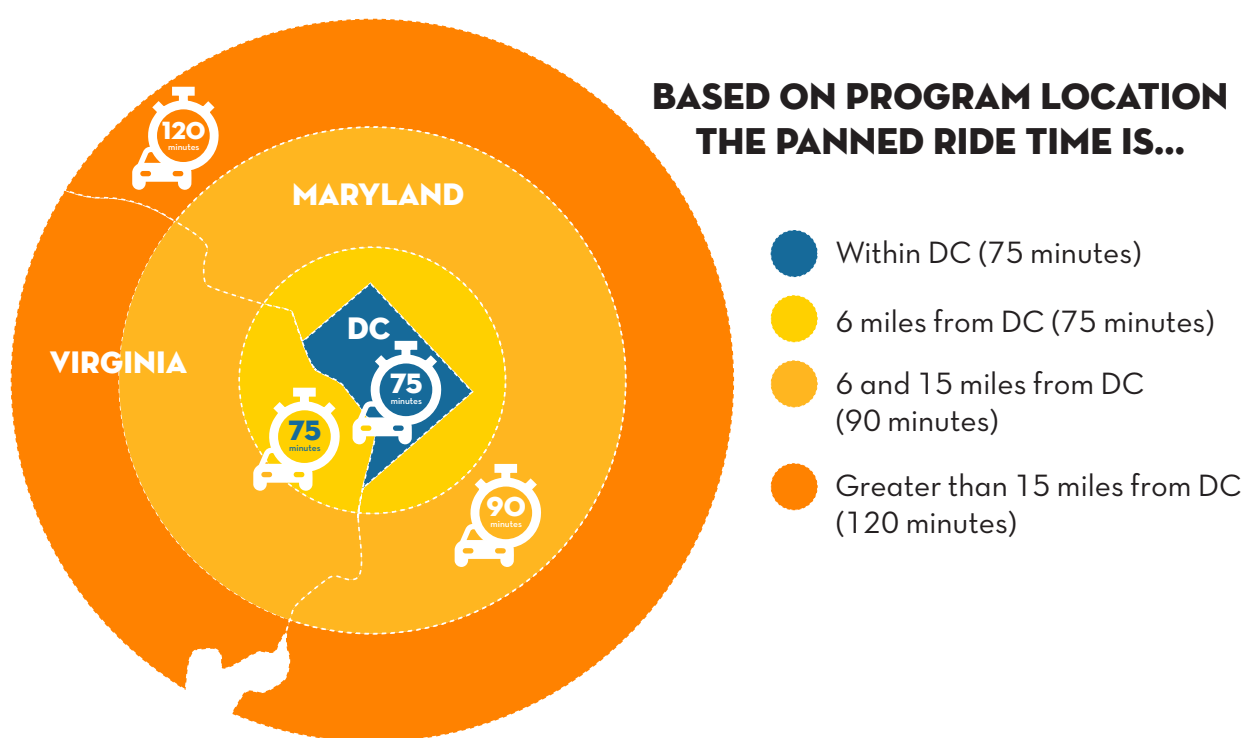 BASED ON PROGRAM LOCATION
THE PANNED RIDE TIME IS...
120
minutes
MARYLAND
DC
VIRGINIA
75
minutes
75
minutes
90
minutes
Within DC (75 minutes)
6 miles from DC (75 minutes)
6 and 15 miles from DC
(90 minutes)
Greater than 15 miles from DC
(120 minutes)